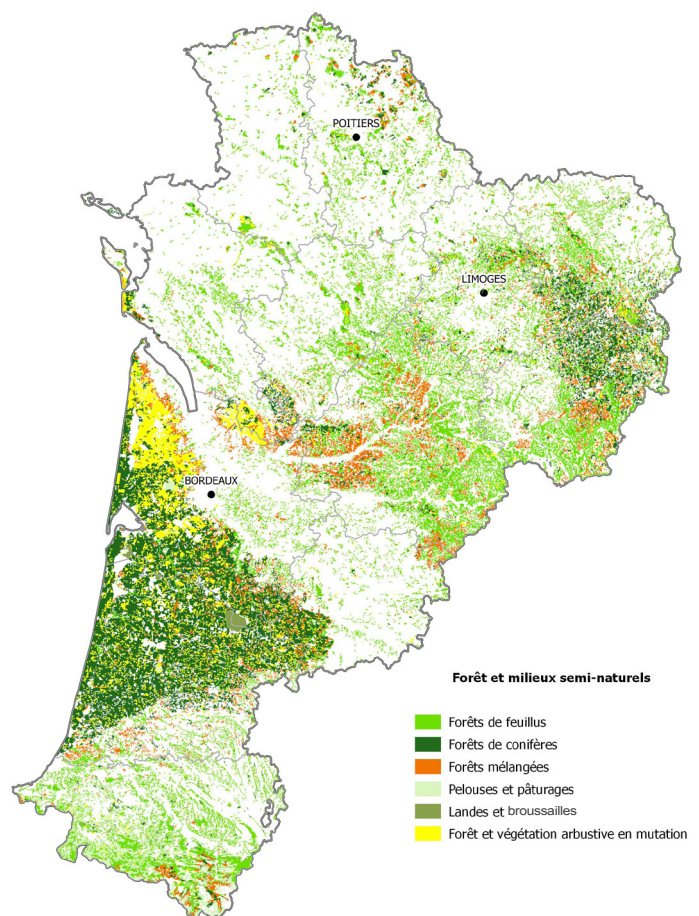 POITIERS
LIMOGES
BORDEAUX
Forêt et milieux semi-naturels
Forêts de feuillus
Forêts de conifères
Forêts mélangées
Pelouses et pâturages
Landes et broussailles
Forêt et végétation arbustive en mutation